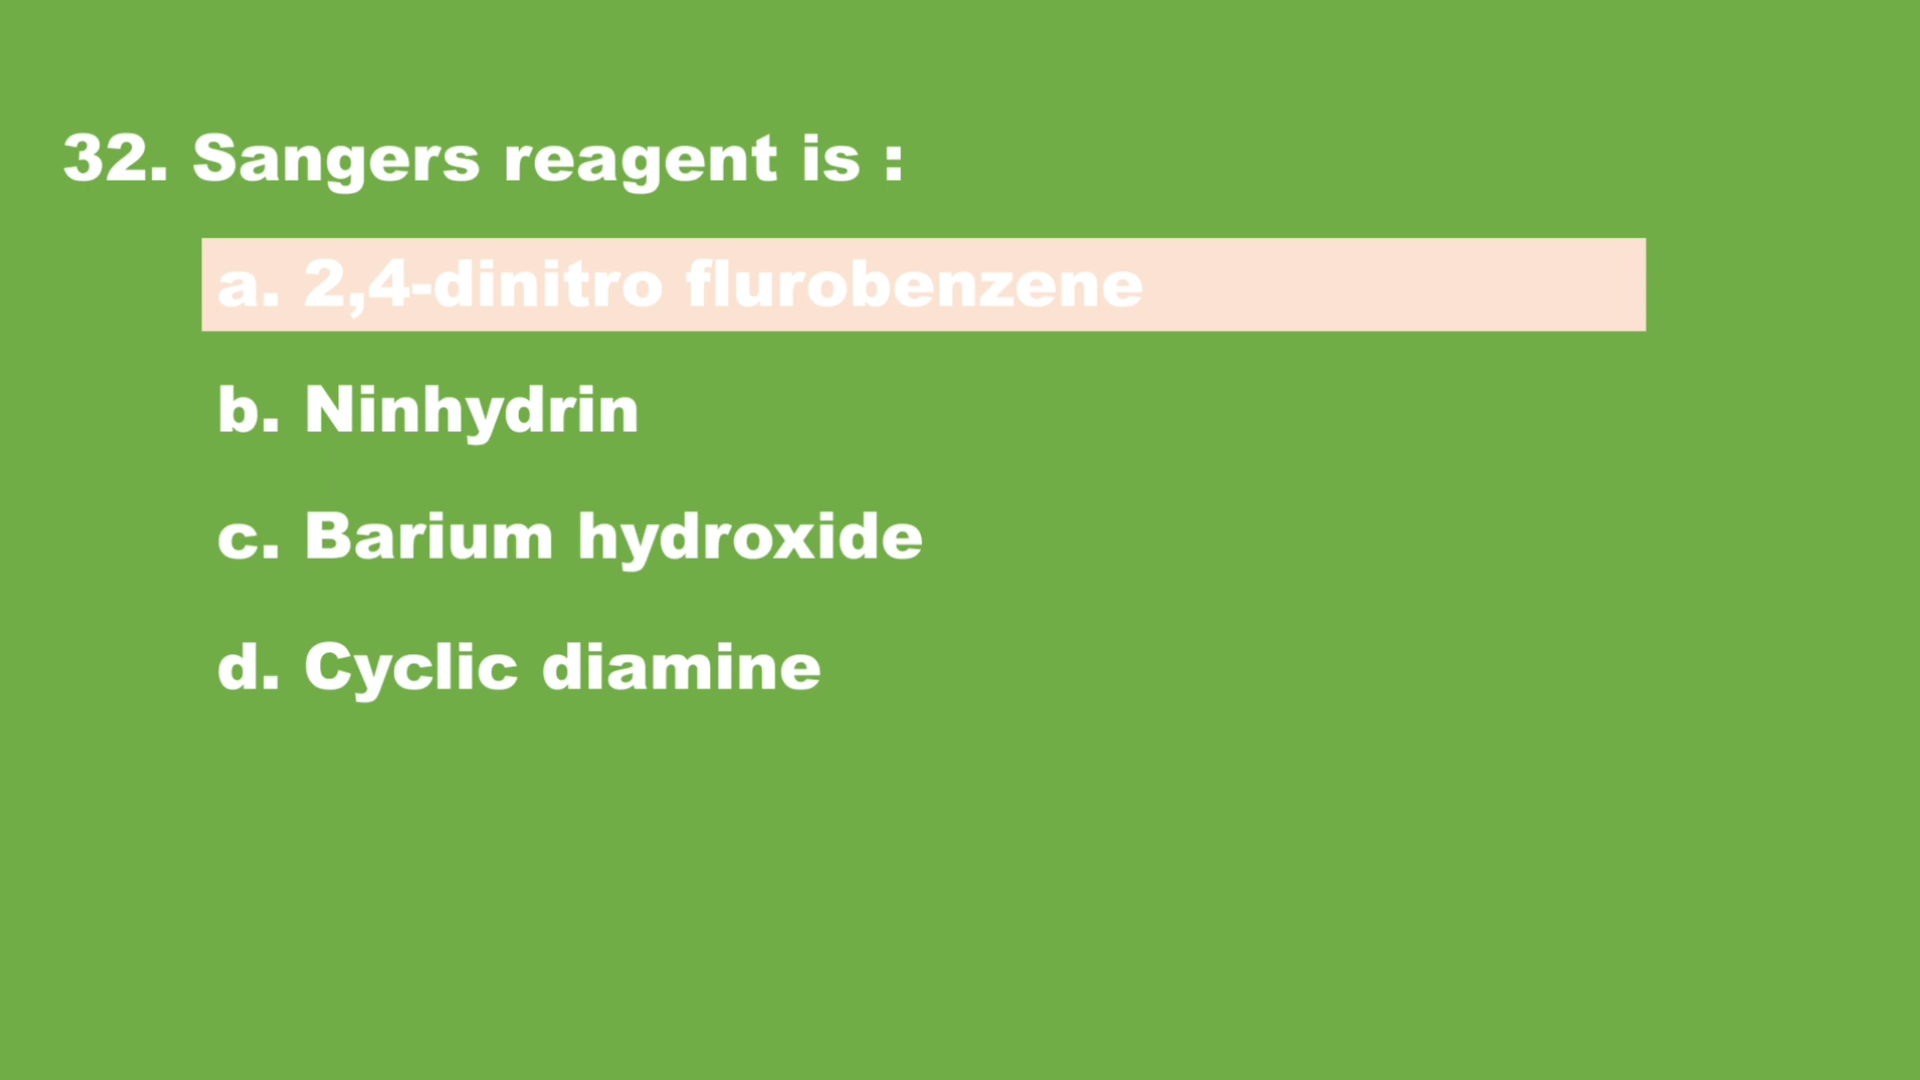 32. Sangers reagent is :
a. 2,4-dinitro flurobenzene
b. Ninhydrin
c. Barium hydroxide
d. Cyclic diamine